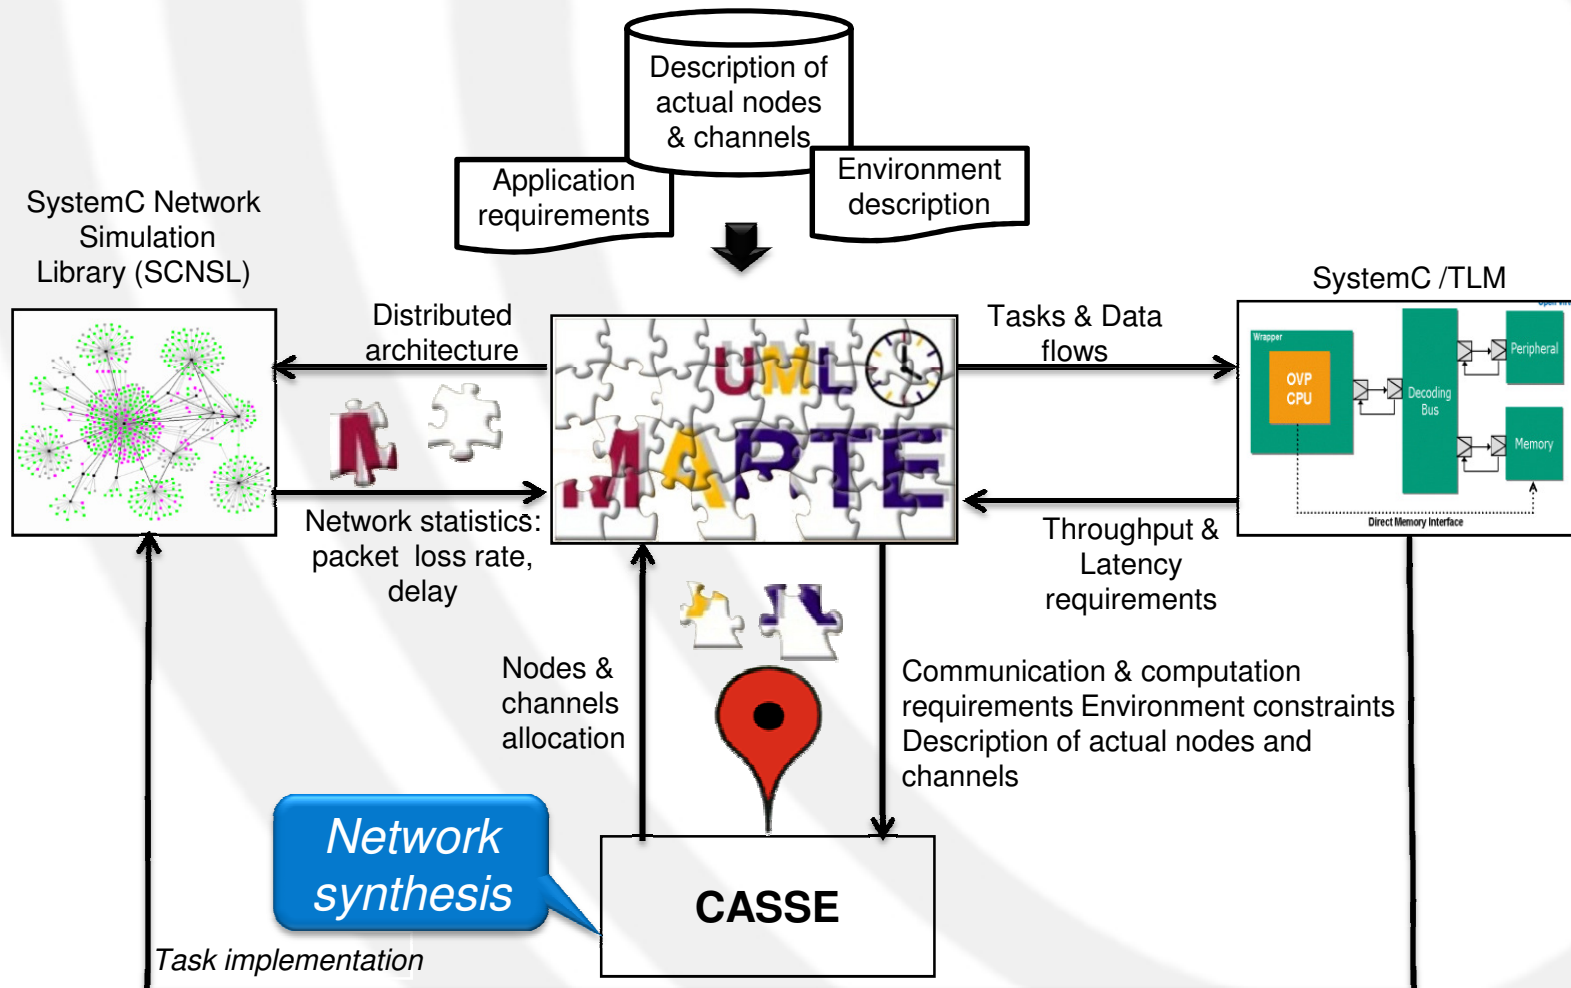 Description of
actual nodes
& channels
Application
requirements
Environment
description
SystemC Network
Simulation
Library (SCNSL)
SystemC /TLM
Distributed
architecture
UML
MARTE
Tasks & Data
flows
Wrapper
OVP
CPU
Decoding
Bus
Peripheral
Memory
Direct Memory Interface
M
Network statistics:
packet loss rate,
delay
Throughput &
Latency
requirements
Nodes &
channels
allocation
Communication & computation
requirements Environment constraints
Description of actual nodes and
channels
Network
synthesis
CASSE
Task implementation